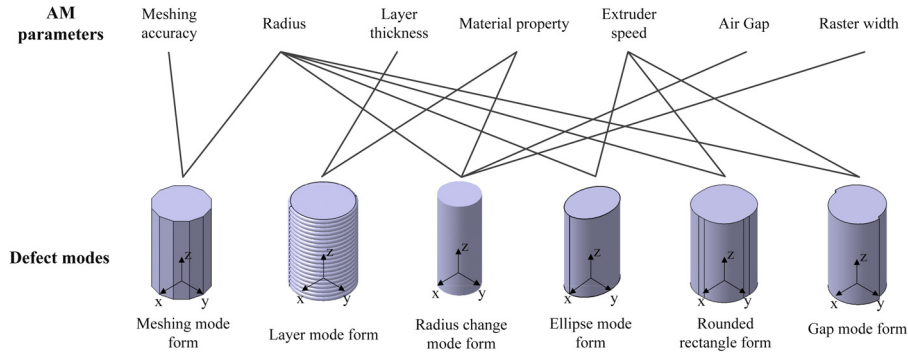 AM parameters
Meshing accuracy
Radius
Layer thickness
Material property
Extruder speed
Air Gap
Raster width
Defect modes
z
x
y
Meshing mode form
z
x
y
Layer mode form
z
x
y
Radius change mode form
z
x
y
Ellipse mode form
z
x
y
Rounded rectangle form
z
x
y
Gap mode form